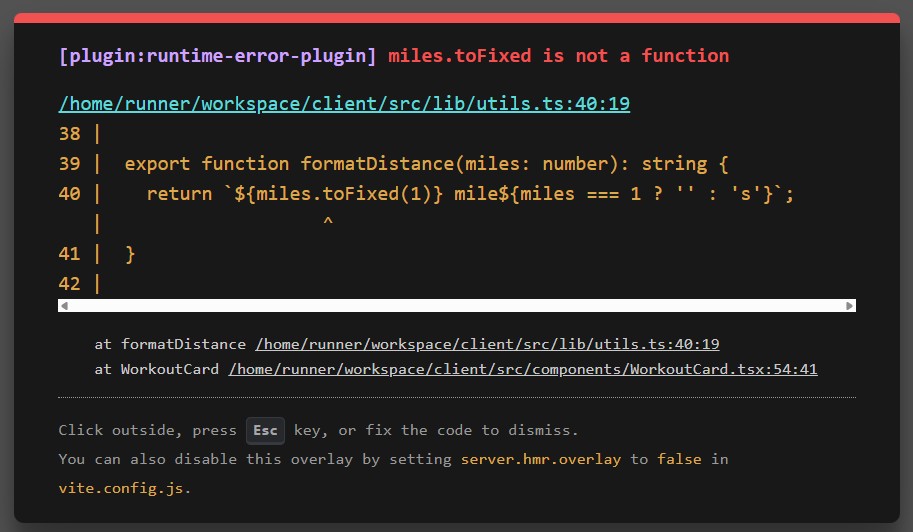 [plugin:runtime-error-plugin] miles.toFixed is not a function
/home/runner/workspace/client/src/lib/utils.ts:40:19
38 |
39 |  export function formatDistance(miles: number): string {
40 |    return `${miles.toFixed(1)} mile${miles === 1 ? '' : 's'}`;
   |                    ^
41 |  }
42 |
at formatDistance /home/runner/workspace/client/src/lib/utils.ts:40:19
at WorkoutCard /home/runner/workspace/client/src/components/WorkoutCard.tsx:54:41
Click outside, press Esc key, or fix the code to dismiss.
You can also disable this overlay by setting server.hmr.overlay to false in
vite.config.js.